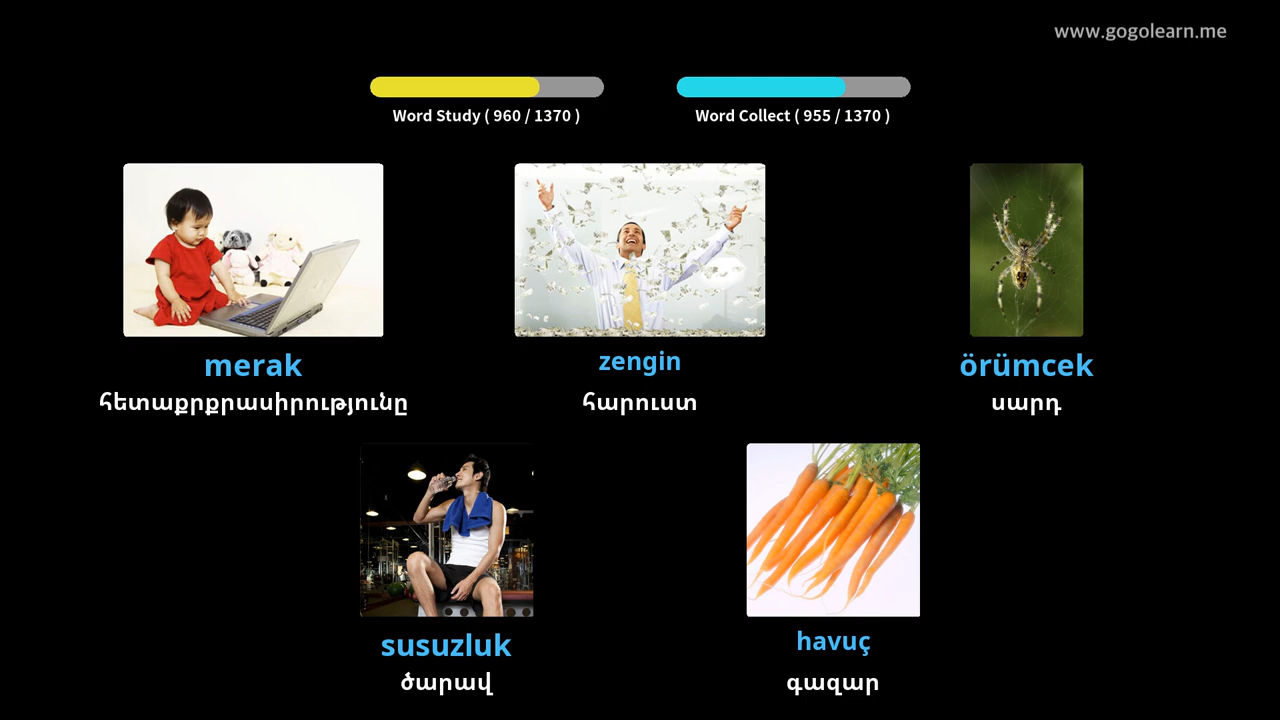 www.gogolearn.me
Word Study ( 960 / 1370 )
Word Collect ( 955 / 1370 )
merak
հետաքրքրասիրությունը
zengin
հարուստ
örümcek
սարդ
susuzluk
ծարավ
havuç
գազար